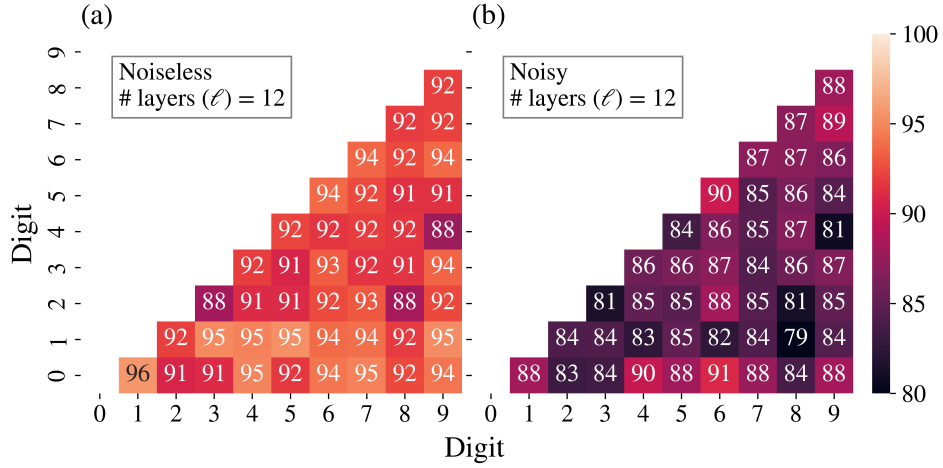 (a)
(b)
Noiseless
# layers (ℓ) = 12
Noisy
# layers (ℓ) = 12
9
8 92 88
7 92 92 87 89
6 94 92 94 87 87 86
5 94 92 91 91 90 85 86 84
4 92 92 92 92 88 84 86 85 87 81
3 92 91 93 92 91 94 86 86 87 84 86 87
2 88 91 91 92 93 88 92 81 85 85 88 85 81 85
1 92 95 95 95 94 94 92 95 84 84 83 85 82 84 79 84
0 96 91 91 95 92 94 95 92 94 88 83 84 90 88 91 88 84 88
0 1 2 3 4 5 6 7 8 9
0 1 2 3 4 5 6 7 8 9
Digit
Digit
100
95
90
85
80